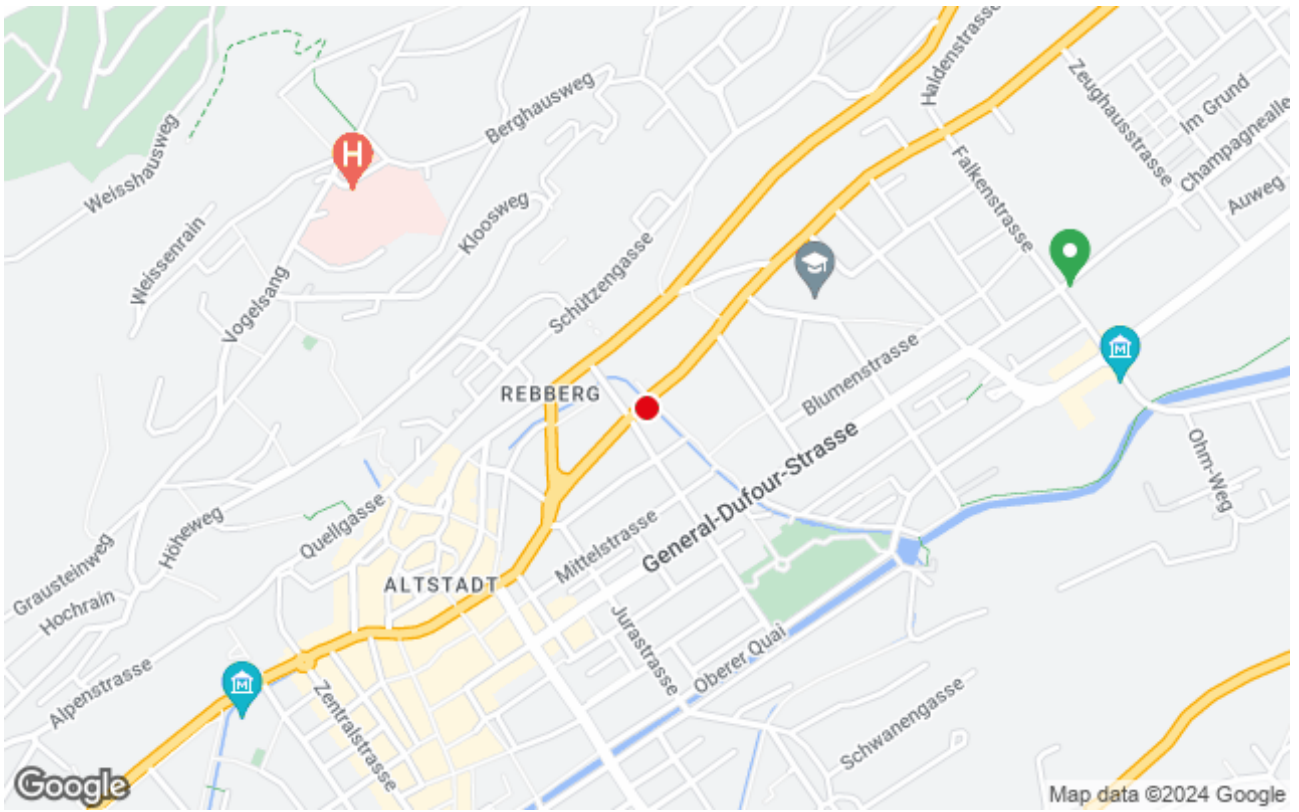 Haldenstrasse
Zeughausstrasse
Im Grund
Berghausweg
Champagneallee
H
Weisshausweg
Falkenstrasse
Auweg
Kloosweg
Weissenrain
Schützengasse
Vogelsang
M
REBBERG
Blumenstrasse
General-Dufour-Strasse
Ohm-Weg
Höheweg
Quellgasse
Mittelstrasse
Grausteinweg
ALTSTADT
Hochrain
Jurastrasse
Oberer Quai
Alpenstrasse
M
Zentralstrasse
Schwanengasse
Google
Map data ©2024 Google